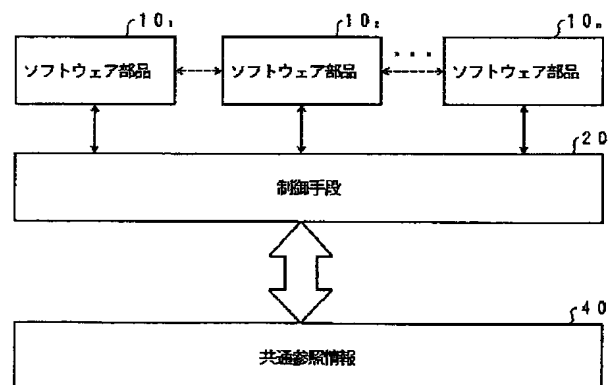 10₁ 10₂ 10ₙ
ソフトウェア部品 ソフトウェア部品 ・・・ ソフトウェア部品
20
制御手段
40
共通参照情報